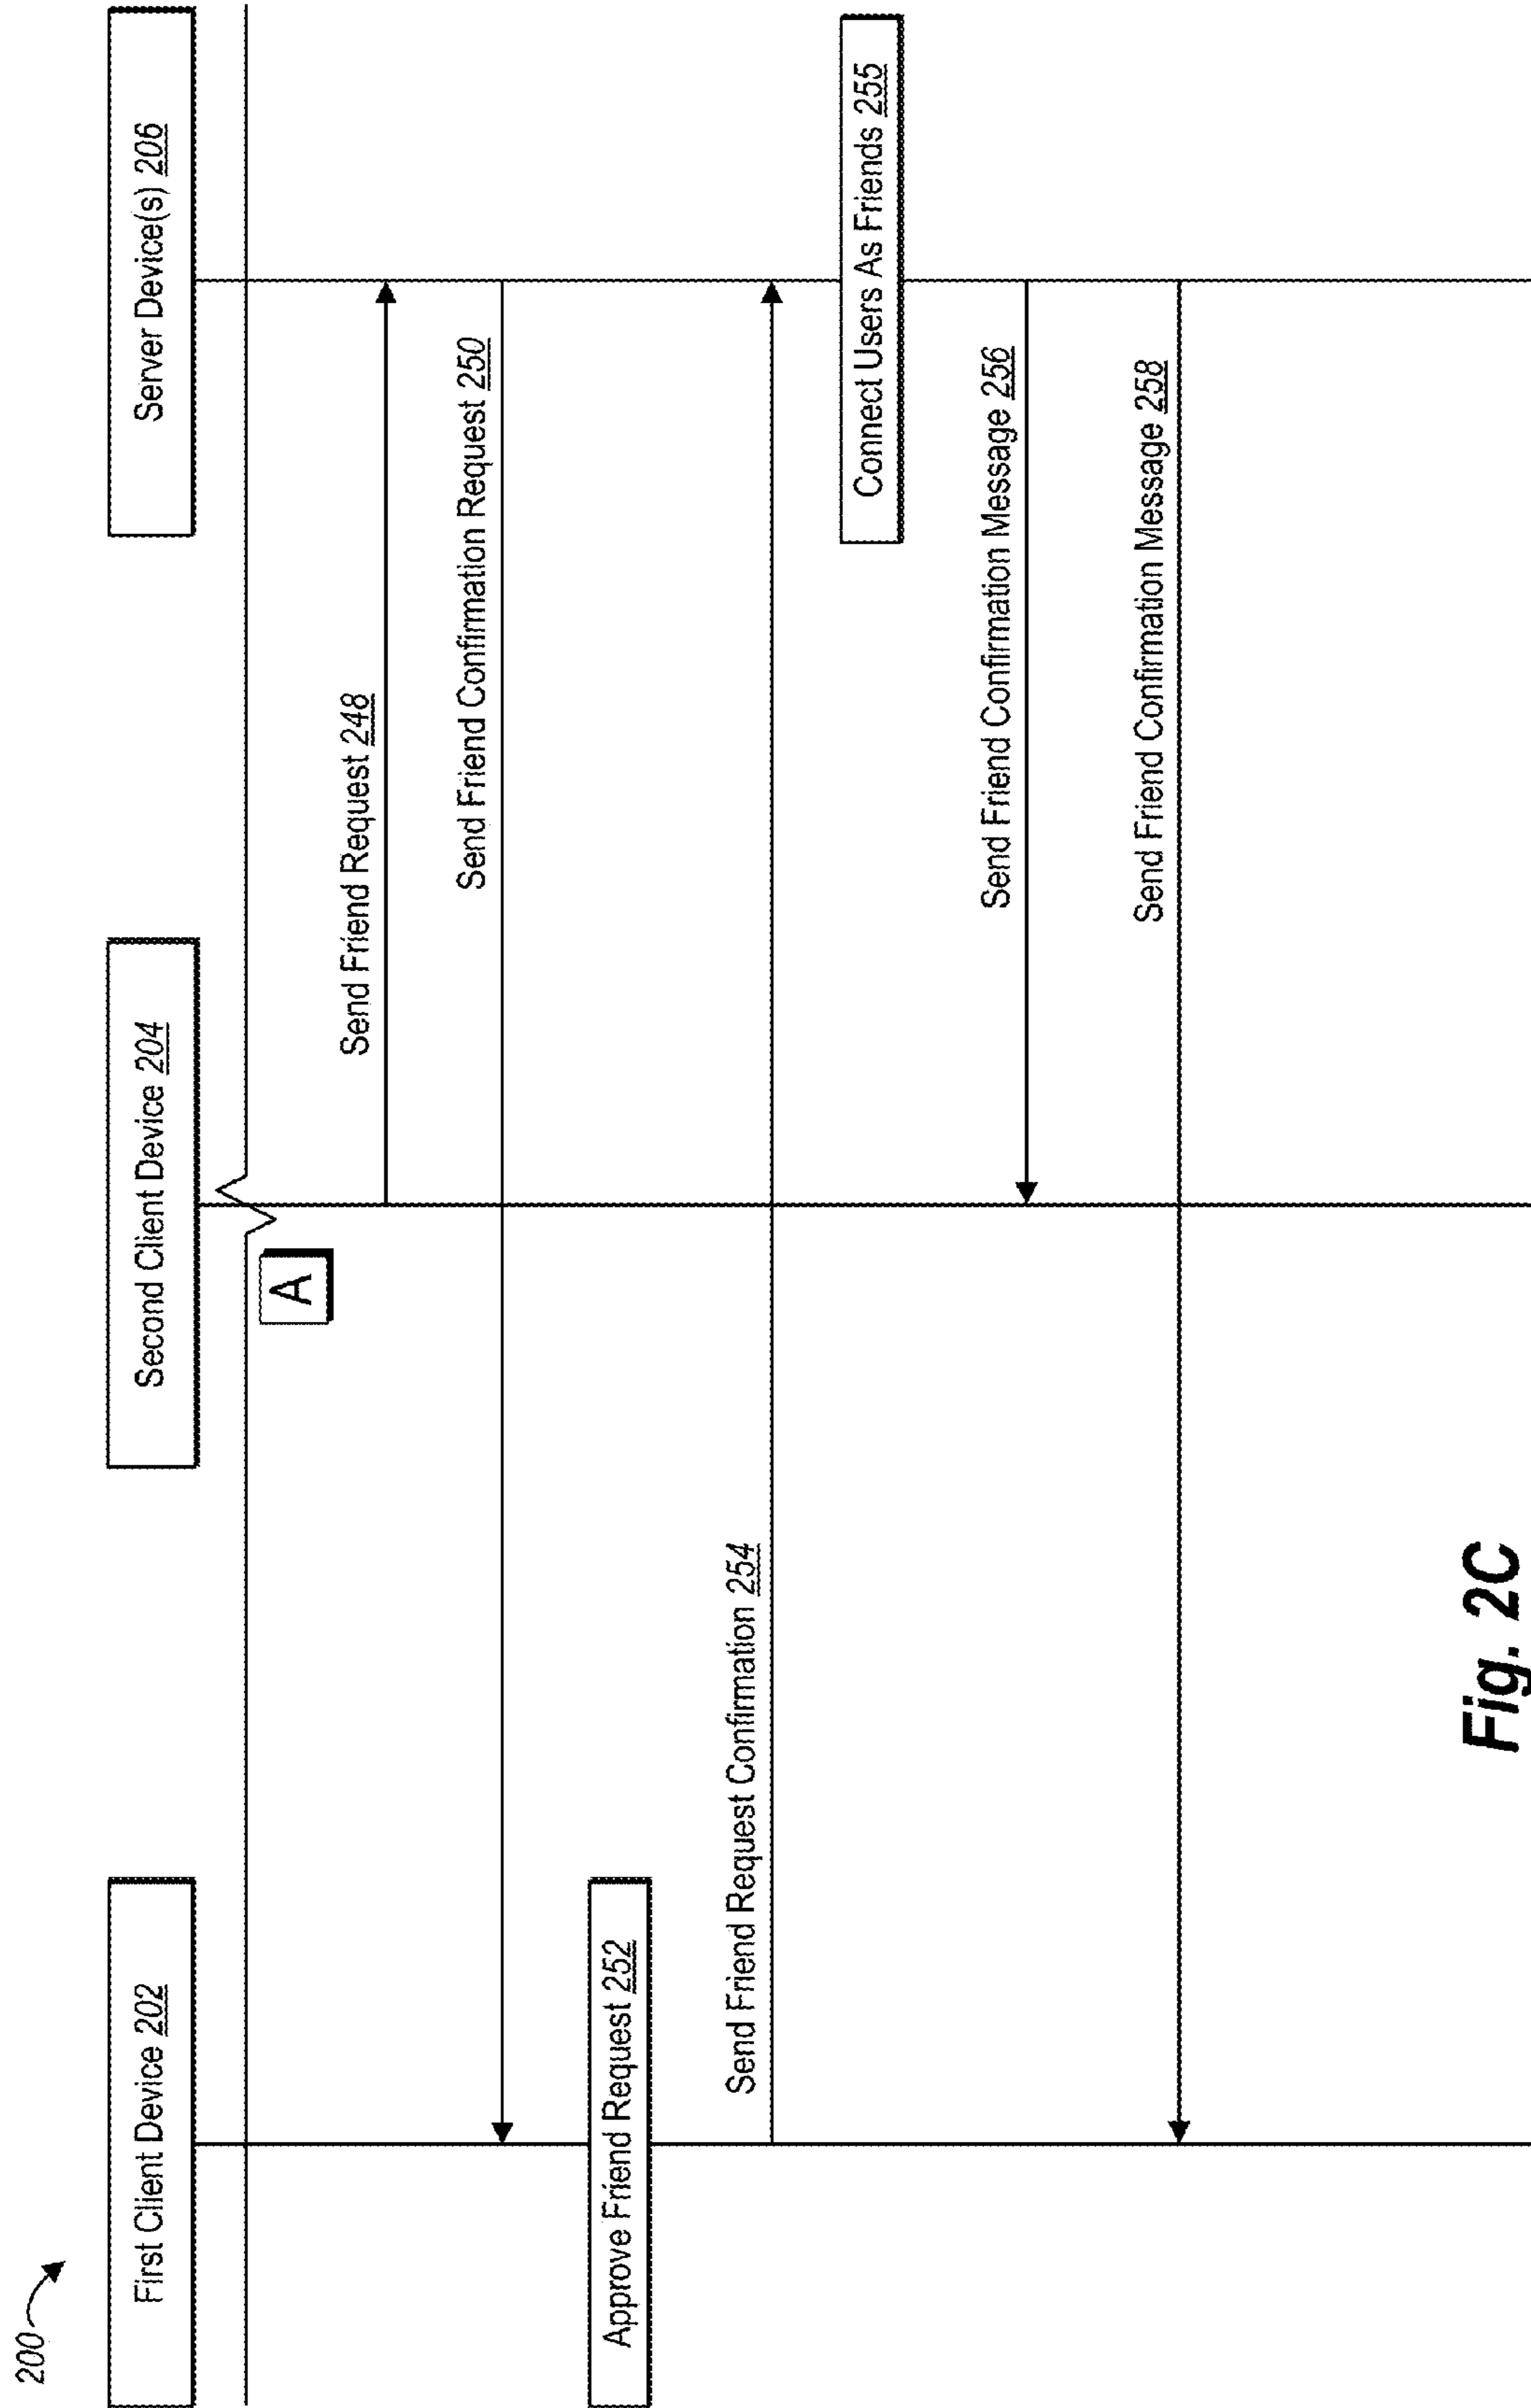 200
First Client Device 202
Second Client Device 204
Server Device(s) 206
A
Send Friend Request 248
Send Friend Confirmation Request 250
Approve Friend Request 252
Send Friend Request Confirmation 254
Connect Users As Friends 255
Send Friend Confirmation Message 256
Send Friend Confirmation Message 258
Fig. 2C